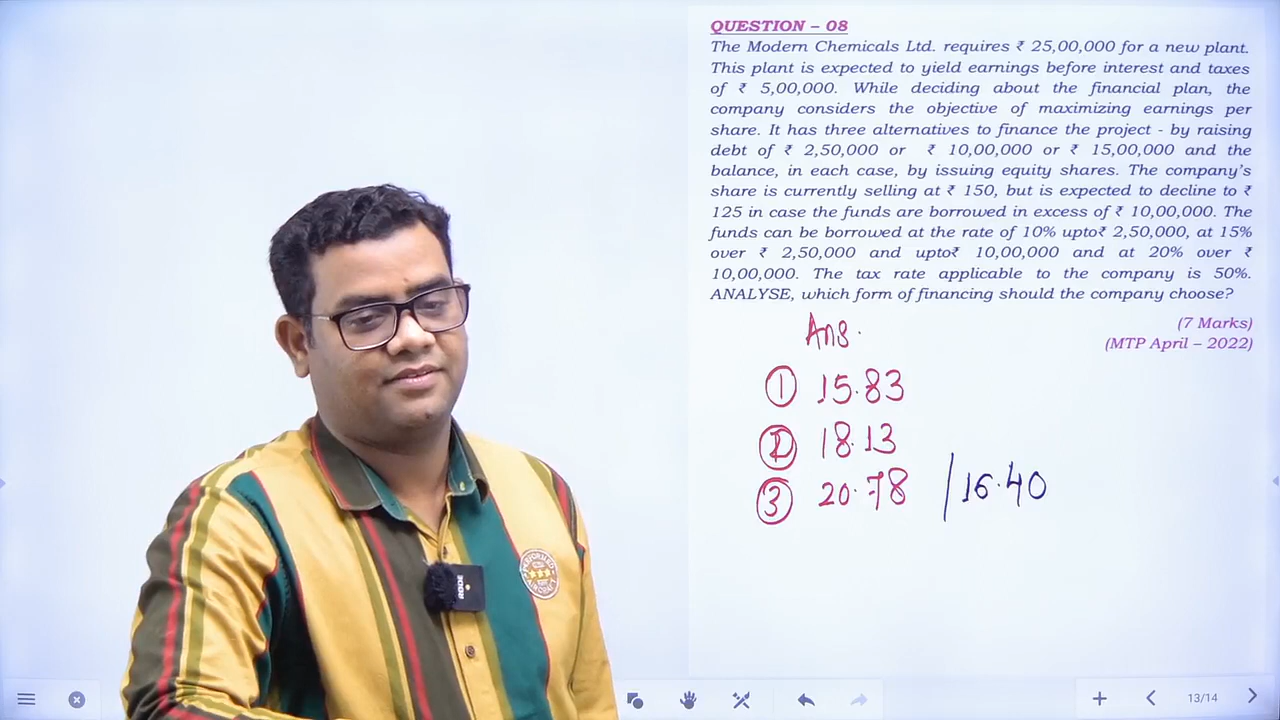 QUESTION – 08
The Modern Chemicals Ltd. requires ₹ 25,00,000 for a new plant.
This plant is expected to yield earnings before interest and taxes
of ₹ 5,00,000. While deciding about the financial plan, the
company considers the objective of maximizing earnings per
share. It has three alternatives to finance the project - by raising
debt of ₹ 2,50,000 or ₹ 10,00,000 or ₹ 15,00,000 and the
balance, in each case, by issuing equity shares. The company's
share is currently selling at ₹ 150, but is expected to decline to ₹
125 in case the funds are borrowed in excess of ₹ 10,00,000. The
funds can be borrowed at the rate of 10% upto₹ 2,50,000, at 15%
over ₹ 2,50,000 and upto₹ 10,00,000 and at 20% over ₹
10,00,000. The tax rate applicable to the company is 50%.
ANALYSE, which form of financing should the company choose?
(7 Marks)
(MTP April – 2022)
Ans.
① 15.83
② 18.13
③ 20.78 / 16.40
RODE
13/14